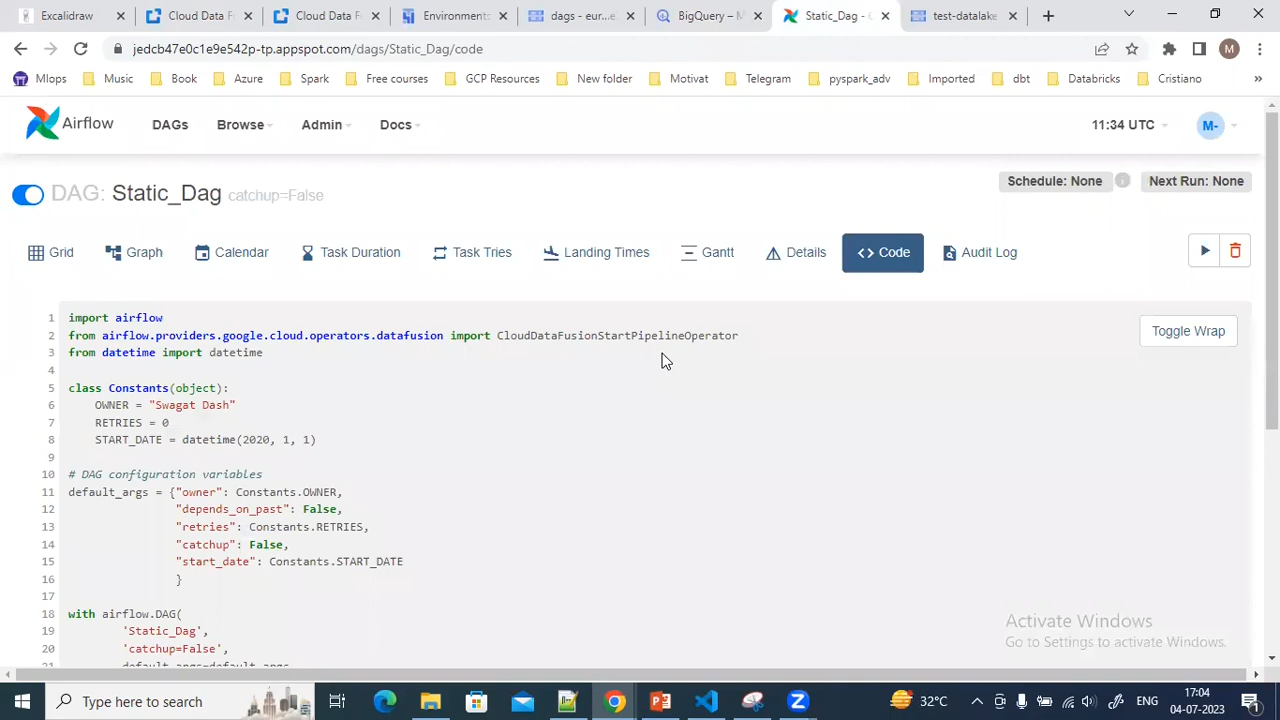 Excalidraw
Cloud Data F
Cloud Data F
Environments
dags - eur...e3
BigQuery – M
Static_Dag - C
test-datalake
jedcb47e0c1e9e542p-tp.appspot.com/dags/Static_Dag/code
M
Mlops
Music
Book
Azure
Spark
Free courses
GCP Resources
New folder
Motivat
Telegram
pyspark_adv
Imported
dbt
Databricks
Cristiano
»
Airflow
DAGs
Browse
Admin
Docs
11:34 UTC
M-
DAG: Static_Dag catchup=False
Schedule: None
Next Run: None
Grid
Graph
Calendar
Task Duration
Task Tries
Landing Times
Gantt
Details
<> Code
Audit Log
Toggle Wrap
1 import airflow
2 from airflow.providers.google.cloud.operators.datafusion import CloudDataFusionStartPipelineOperator
3 from datetime import datetime
4
5 class Constants(object):
6     OWNER = "Swagat Dash"
7     RETRIES = 0
8     START_DATE = datetime(2020, 1, 1)
9
10 # DAG configuration variables
11 default_args = {"owner": Constants.OWNER,
12                 "depends_on_past": False,
13                 "retries": Constants.RETRIES,
14                 "catchup": False,
15                 "start_date": Constants.START_DATE
16                 }
17
18 with airflow.DAG(
19         'Static_Dag',
20         'catchup=False',
21         default_args=default_args
Activate Windows
Go to Settings to activate Windows.
Type here to search
32°C
ENG
17:04
04-07-2023
1